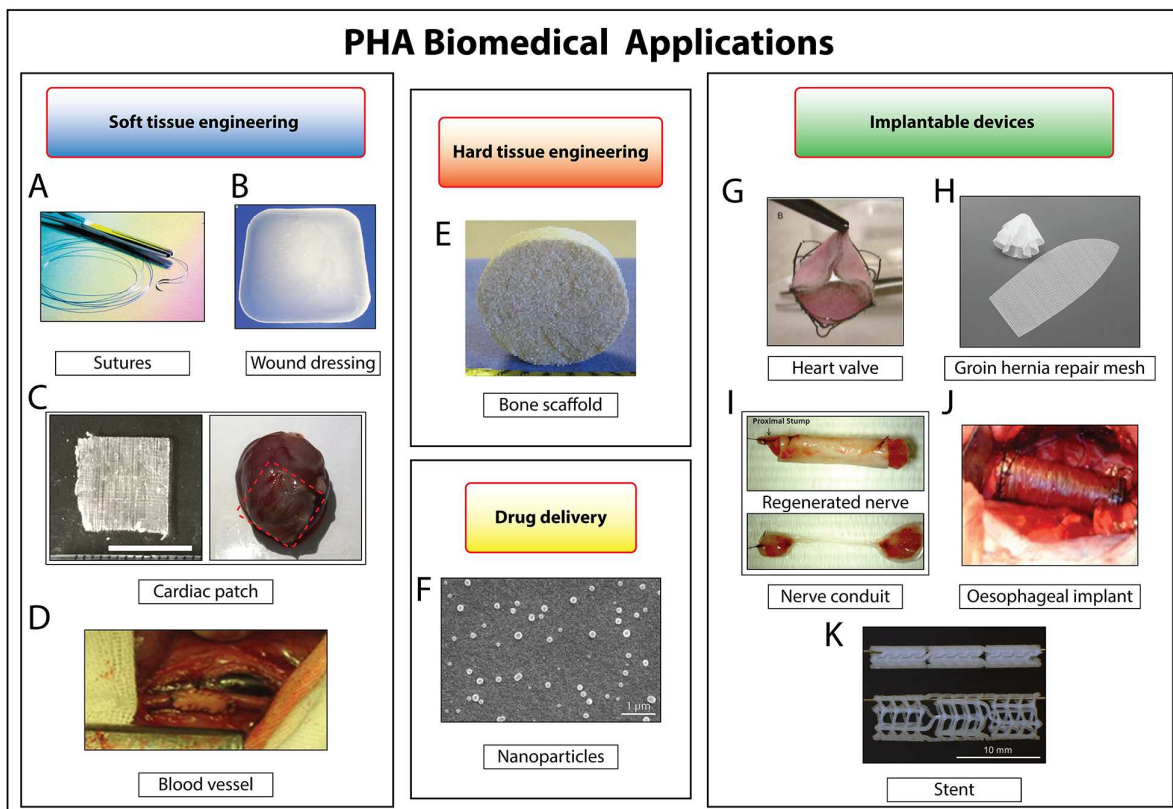 PHA Biomedical Applications
Soft tissue engineering
A
B
Sutures
Wound dressing
C
Cardiac patch
D
Blood vessel
Hard tissue engineering
E
Bone scaffold
Drug delivery
F
1 µm
Nanoparticles
Implantable devices
G
B
H
Heart valve
Groin hernia repair mesh
I
Proximal Stump
Regenerated nerve
J
Nerve conduit
Oesophageal implant
K
10 mm
Stent